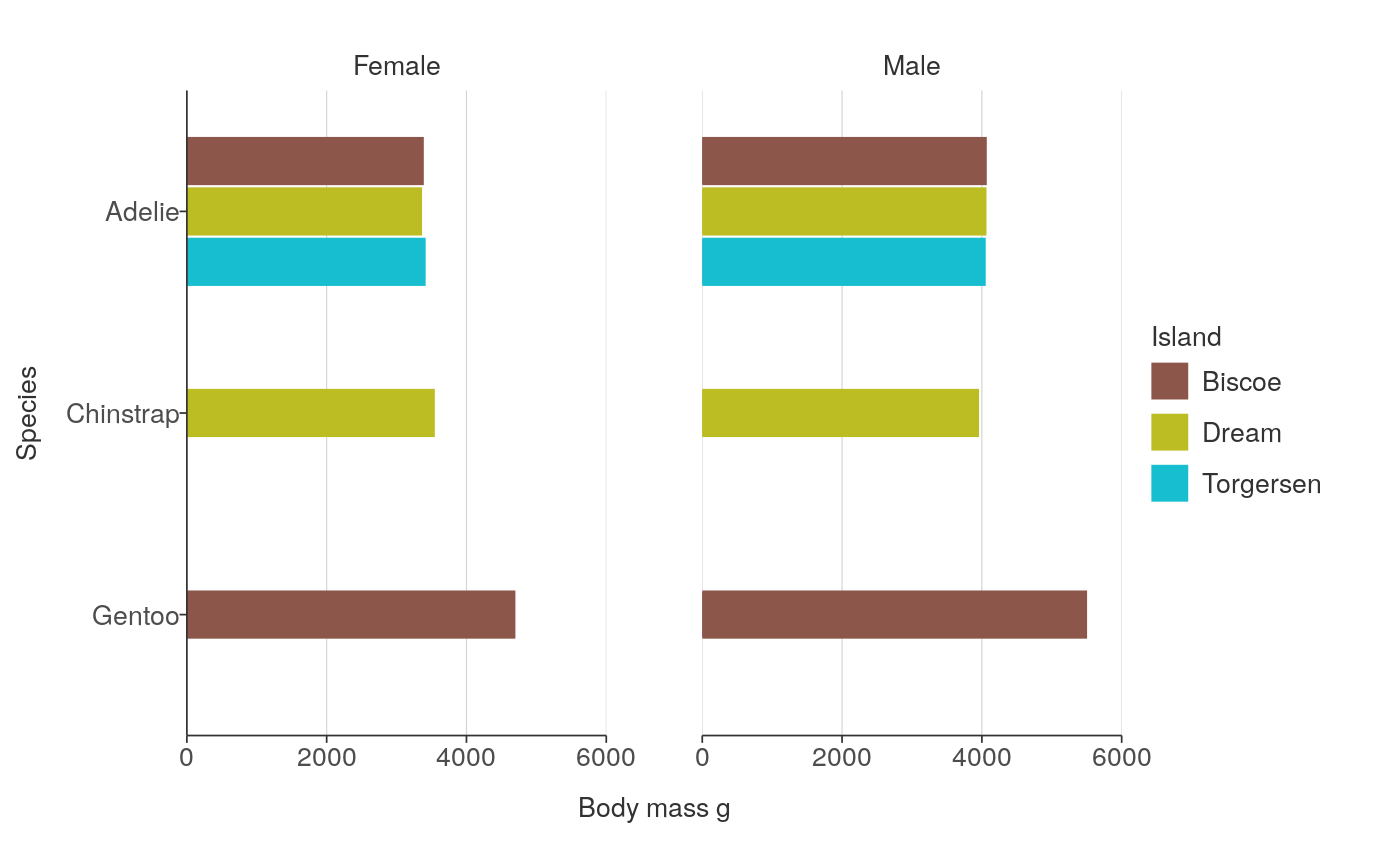 Female
Male
Species
Adelie
Chinstrap
Gentoo
0 2000 4000 6000
0 2000 4000 6000
Body mass g
Island
Biscoe
Dream
Torgersen